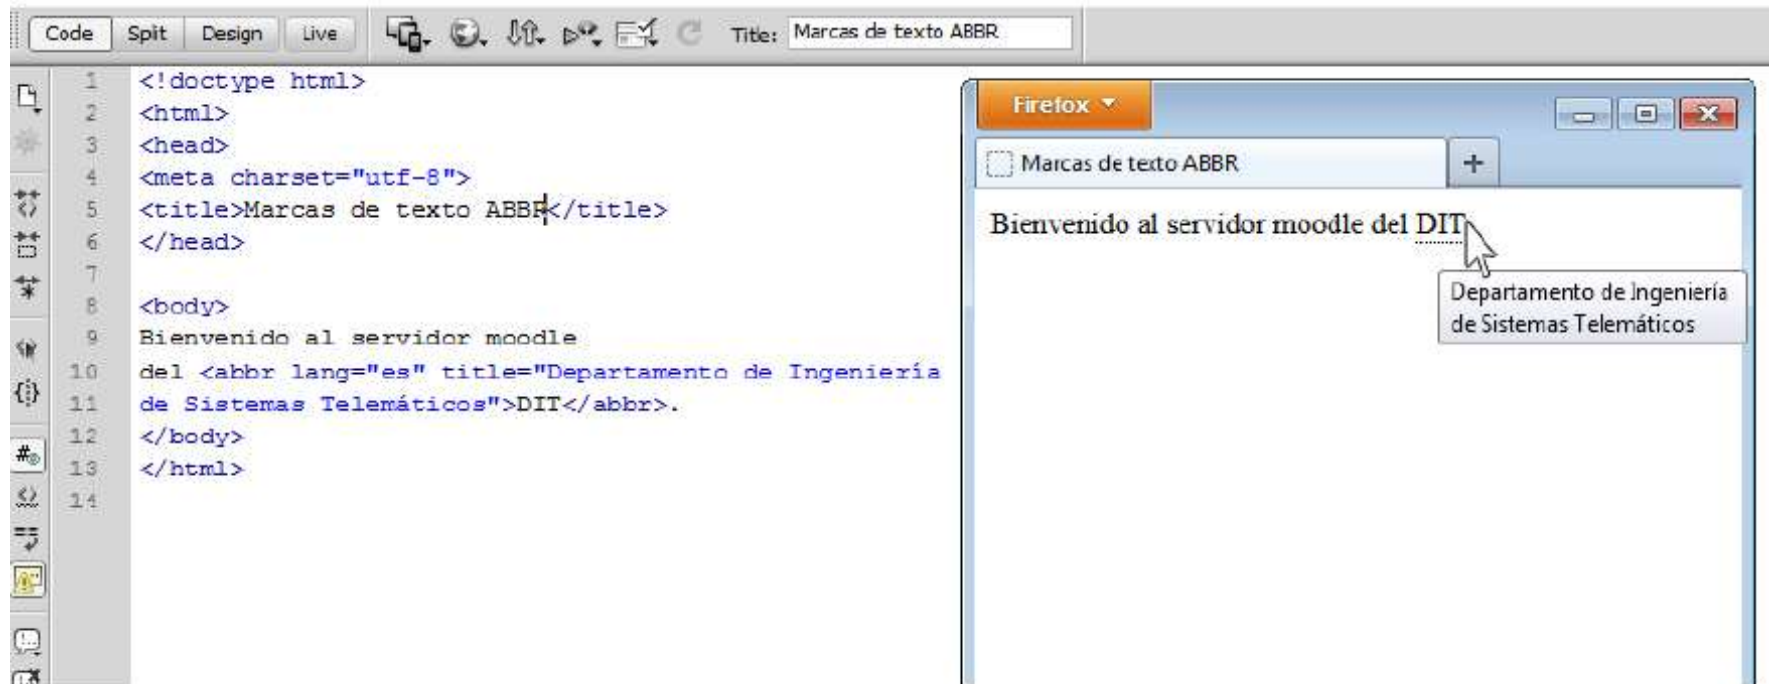 Code Split Design Live Title: Marcas de texto ABBR
1 <!doctype html>
2 <html>
3 <head>
4 <meta charset="utf-8">
5 <title>Marcas de texto ABBR</title>
6 </head>
7
8 <body>
9 Bienvenido al servidor moodle
10 del <abbr lang="es" title="Departamento de Ingeniería
11 de Sistemas Telemáticos">DIT</abbr>.
12 </body>
13 </html>
14
Firefox
Marcas de texto ABBR
Bienvenido al servidor moodle del DIT
Departamento de Ingeniería
de Sistemas Telemáticos